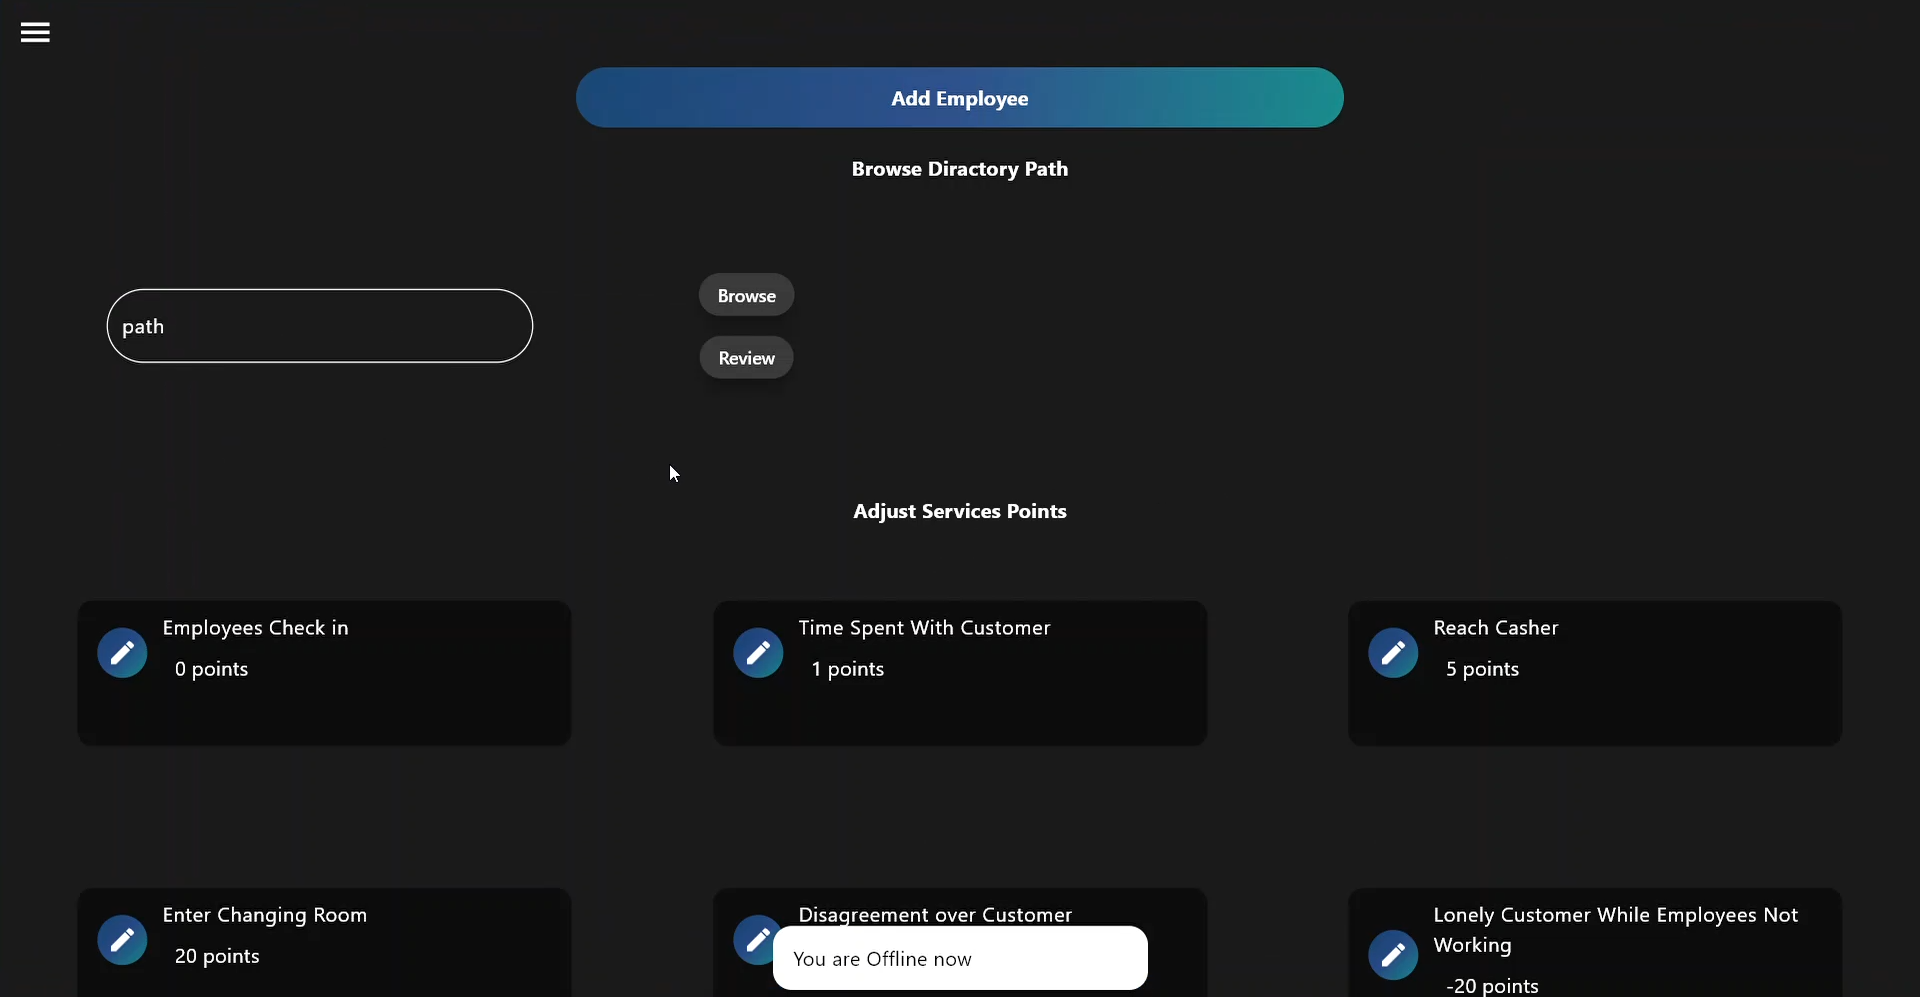 Add Employee
Browse Diractory Path
path
Browse
Review
Adjust Services Points
Employees Check in
0 points
Time Spent With Customer
1 points
Reach Casher
5 points
Enter Changing Room
20 points
Disagreement over Customer
You are Offline now
Lonely Customer While Employees Not
Working
-20 points